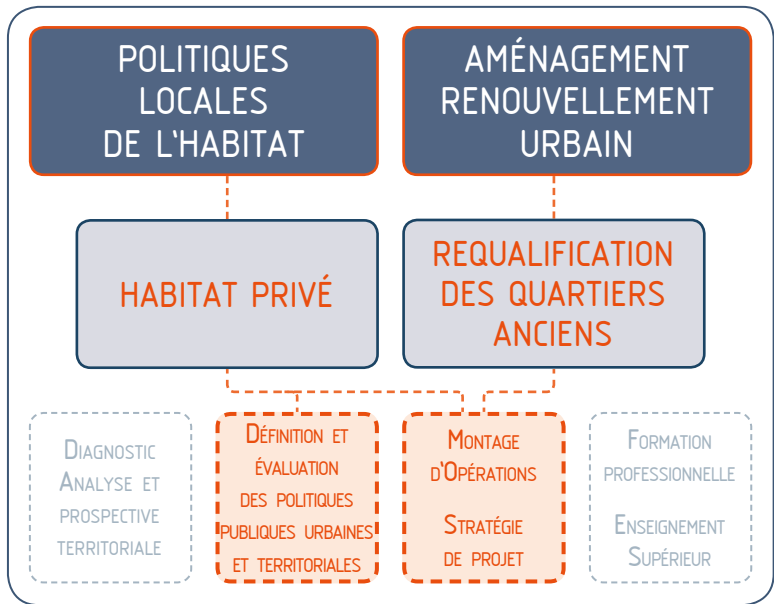 POLITIQUES
LOCALES
DE L'HABITAT
AMÉNAGEMENT
RENOUVELLEMENT
URBAIN
HABITAT PRIVÉ
REQUALIFICATION
DES QUARTIERS
ANCIENS
DIAGNOSTIC
ANALYSE ET
PROSPECTIVE
TERRITORIALE
DÉFINITION ET
ÉVALUATION
DES POLITIQUES
PUBLIQUES URBAINES
ET TERRITORIALES
MONTAGE
D'OPÉRATIONS
STRATÉGIE
DE PROJET
FORMATION
PROFESSIONNELLE
ENSEIGNEMENT
SUPÉRIEUR